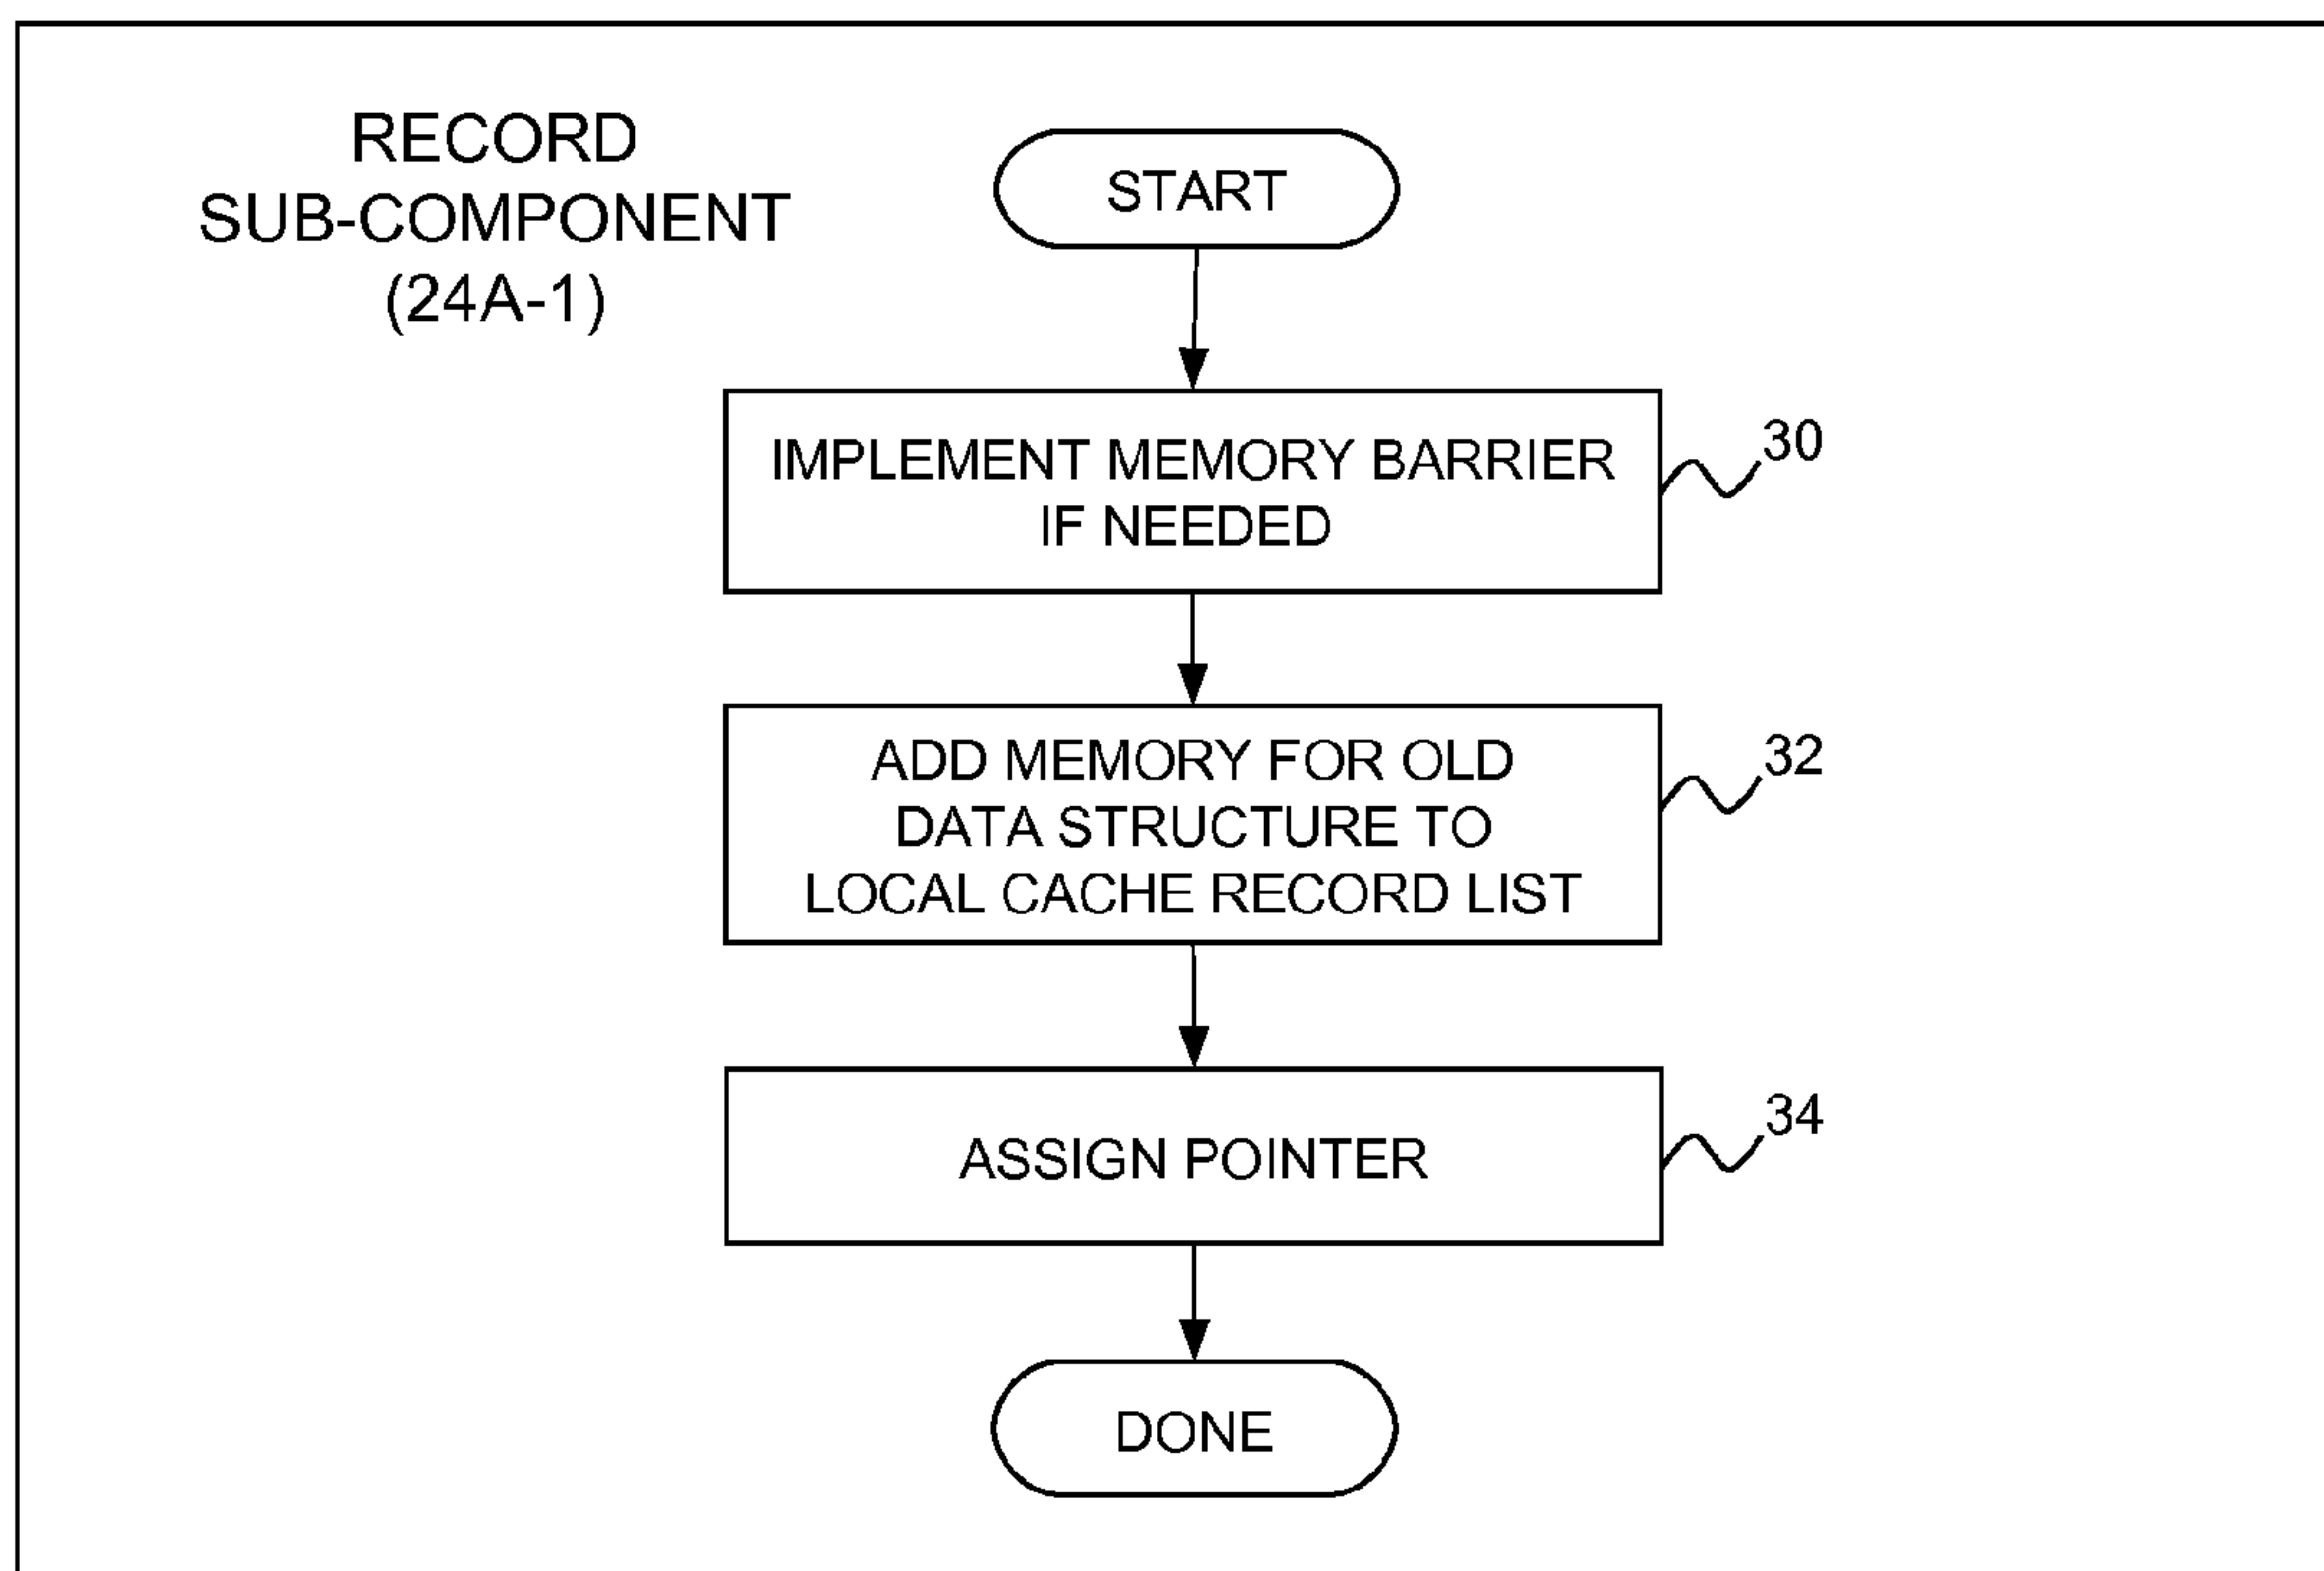 RECORD
SUB-COMPONENT
(24A-1)
START
IMPLEMENT MEMORY BARRIER
IF NEEDED
30
ADD MEMORY FOR OLD
DATA STRUCTURE TO
LOCAL CACHE RECORD LIST
32
ASSIGN POINTER
34
DONE